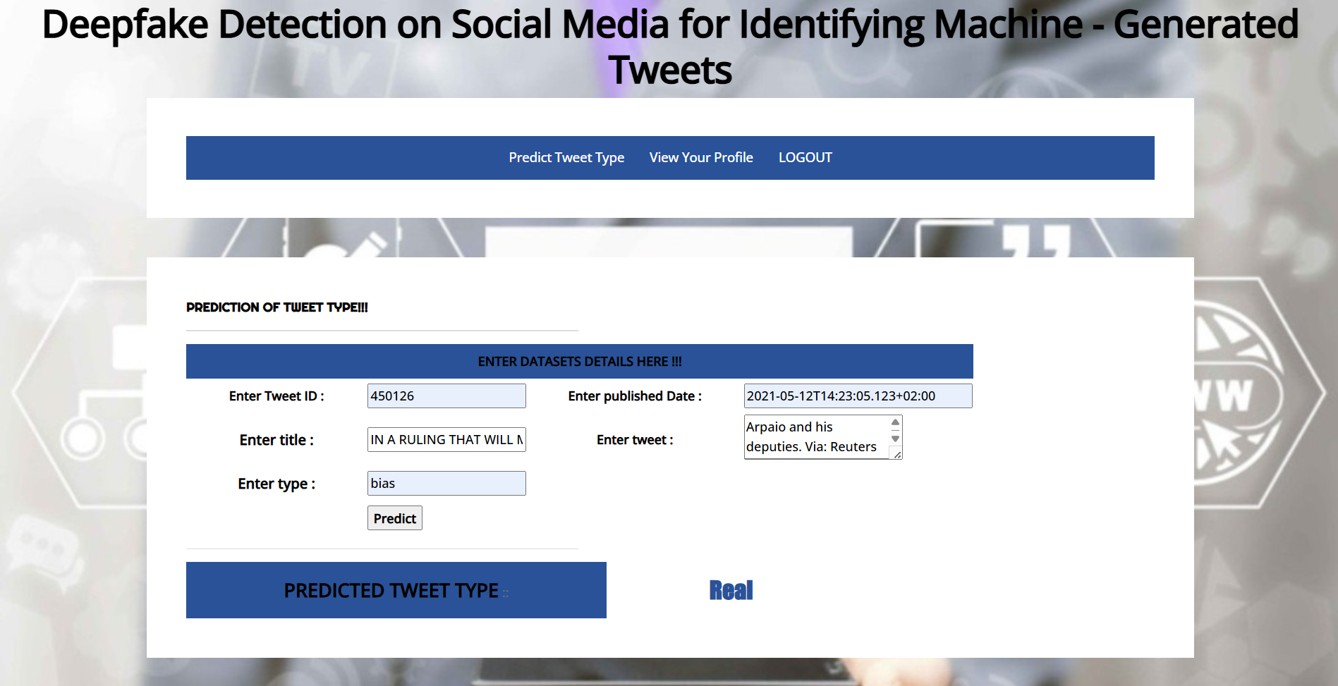 Deepfake Detection on Social Media for Identifying Machine - Generated
Tweets
Predict Tweet Type View Your Profile LOGOUT
PREDICTION OF TWEET TYPE!!!
ENTER DATASETS DETAILS HERE !!!
Enter Tweet ID : 450126 Enter published Date : 2021-05-12T14:23:05.123+02:00
Enter title : IN A RULING THAT WILL Enter tweet : Arpaio and his
deputies. Via: Reuters
Enter type : bias
Predict
PREDICTED TWEET TYPE :: Real
TV
WW